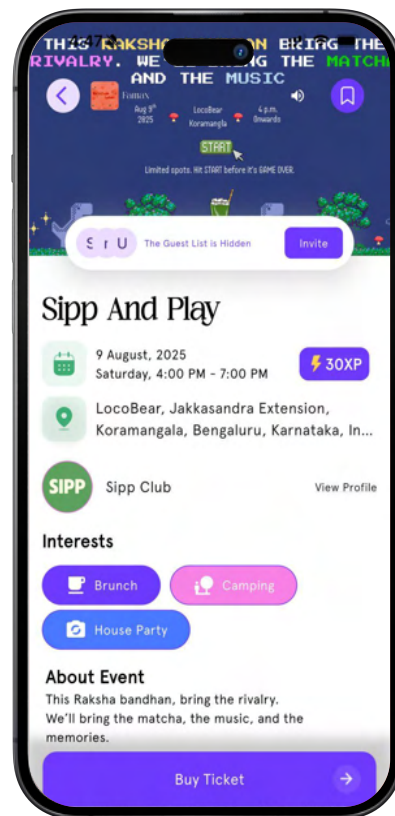 THIS RAKSHA ON BRING THE
4:47
RIVALRY. WE G THE MATCHA
AND THE MUSIC
Aug 9th
2025
LocoBear
Koramangla
4 p.m.
Onwards
START
Limited spots. Hit START before it's GAME OVER.
S r U
The Guest List is Hidden
Invite
Sipp And Play
9 August, 2025
Saturday, 4:00 PM - 7:00 PM
30XP
LocoBear, Jakkasandra Extension,
Koramangala, Bengaluru, Karnataka, In...
SIPP
Sipp Club
View Profile
Interests
Brunch
Camping
House Party
About Event
This Raksha bandhan, bring the rivalry.
We'll bring the matcha, the music, and the
memories.
Buy Ticket